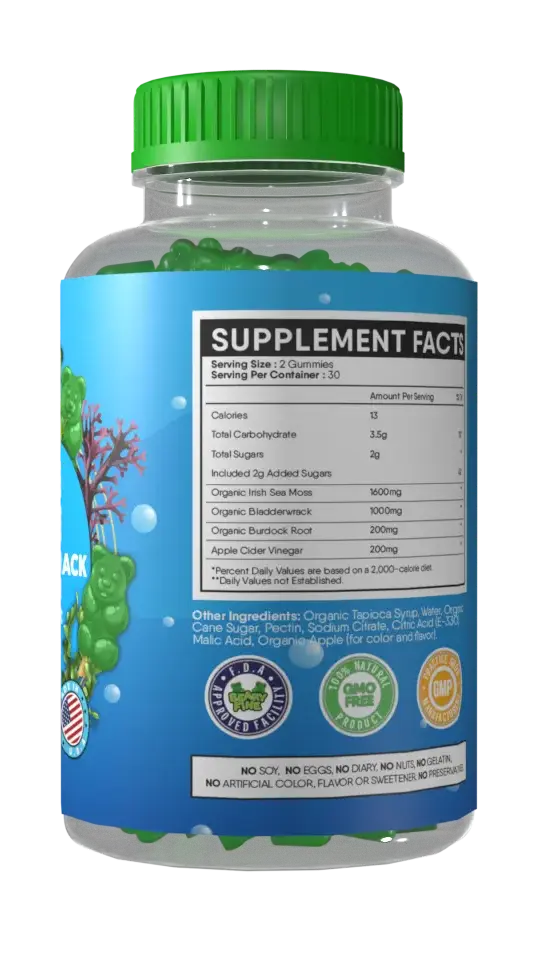 SUPPLEMENT FACTS
Serving Size : 2 Gummies
Serving Per Container : 30
Amount Per Serving
Calories 13
Total Carbohydrate 3.5g
Total Sugars 2g *
Included 2g Added Sugars
Organic Irish Sea Moss 1600mg *
Organic Bladderwrack 1000mg *
Organic Burdock Root 200mg *
Apple Cider Vinegar 200mg *
*Percent Daily Values are based on a 2,000-calorie diet.
**Daily Values not Established.
ACK
Other Ingredients: Organic Tapioca Syrup, Water, Organic
Cane Sugar, Pectin, Sodium Citrate, Citric Acid (E-330),
Malic Acid, Organic Apple (for color and flavor).
F.D.A
APPROVED FACILITY
100% NATURAL
GMO
FREE
PRODUCT
GMP
NO SOY, NO EGGS, NO DIARY, NO NUTS, NO GELATIN,
NO ARTIFICIAL COLOR, FLAVOR OR SWEETENER. NO